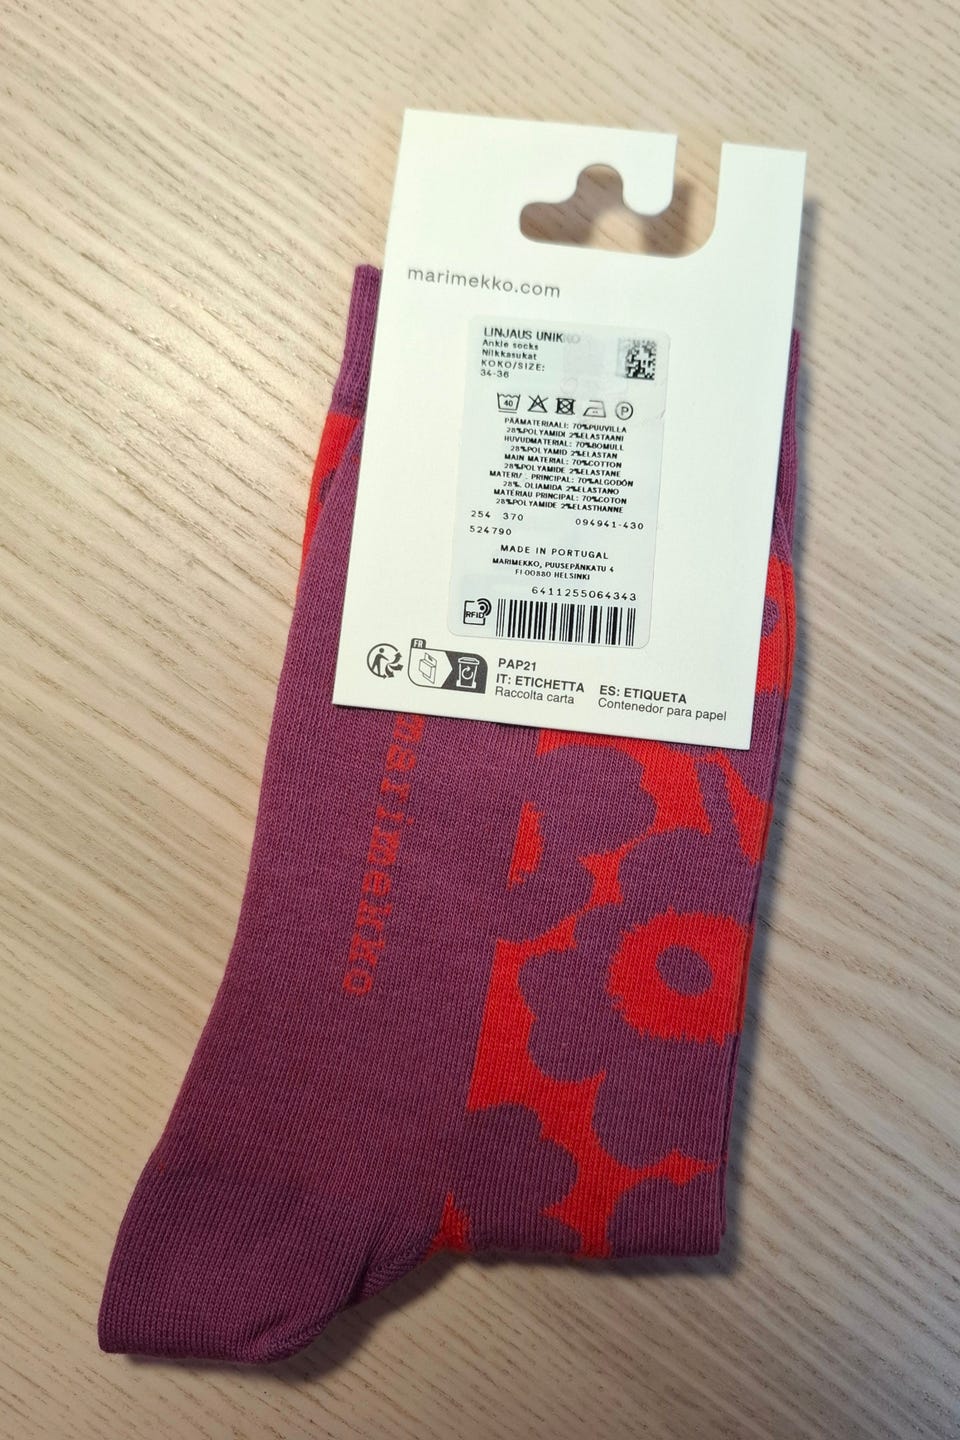 marimekko.com
LINJAUS UNIKKO
Ankle socks
Nilkkasukat
KOKO/SIZE:
34-36
40
P
PÄÄMATERIAALI: 70%PUUVILLA
28%POLYAMIDI 2%ELASTAANI
HUVUDMATERIAL: 70%BOMULL
28%POLYAMID 2%ELASTAN
MAIN MATERIAL: 70%COTTON
28%POLYAMIDE 2%ELASTANE
PRINCIPAL: 70%ALGODÓN
28% 2%ELASTANO
MATÉRIAU PRINCIPAL: 70%COTON
28%POLYAMIDE 2%ELASTHANNE
254 370 094941-430
524790
MADE IN PORTUGAL
MARIMEKKO, PUUSEPÄNKATU 4
FI-00880 HELSINKI
6411255064343
RFID
FR
PAP21
IT: ETICHETTA
Raccolta carta
ES: ETIQUETA
Contenedor para papel
marimekko